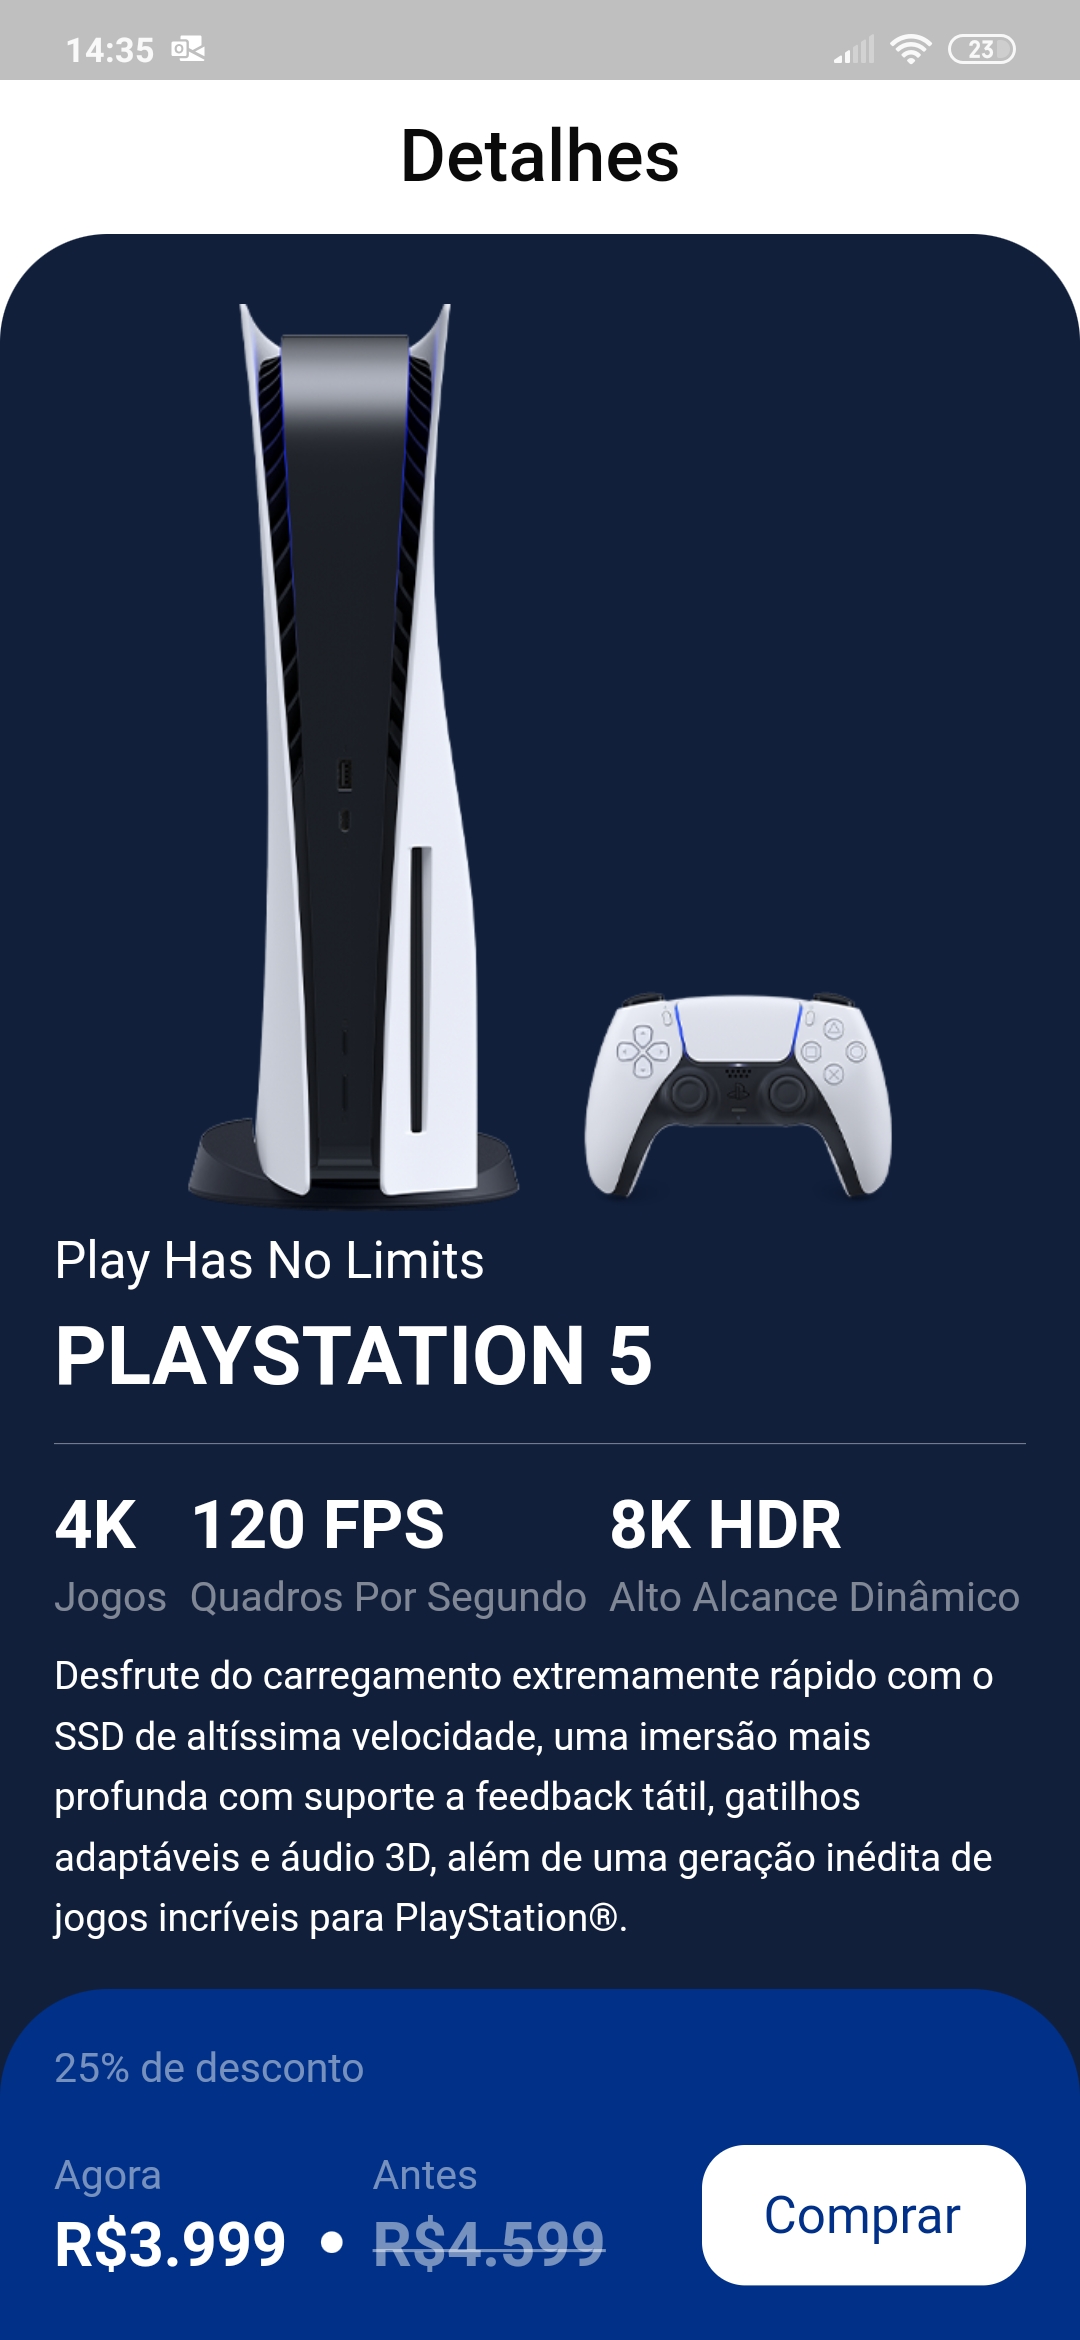 14:35
23
Detalhes
Play Has No Limits
PLAYSTATION 5
4K 120 FPS 8K HDR
Jogos Quadros Por Segundo Alto Alcance Dinâmico
Desfrute do carregamento extremamente rápido com o
SSD de altíssima velocidade, uma imersão mais
profunda com suporte a feedback tátil, gatilhos
adaptáveis e áudio 3D, além de uma geração inédita de
jogos incríveis para PlayStation®.
25% de desconto
Agora Antes
R$3.999 • R$4.599
Comprar